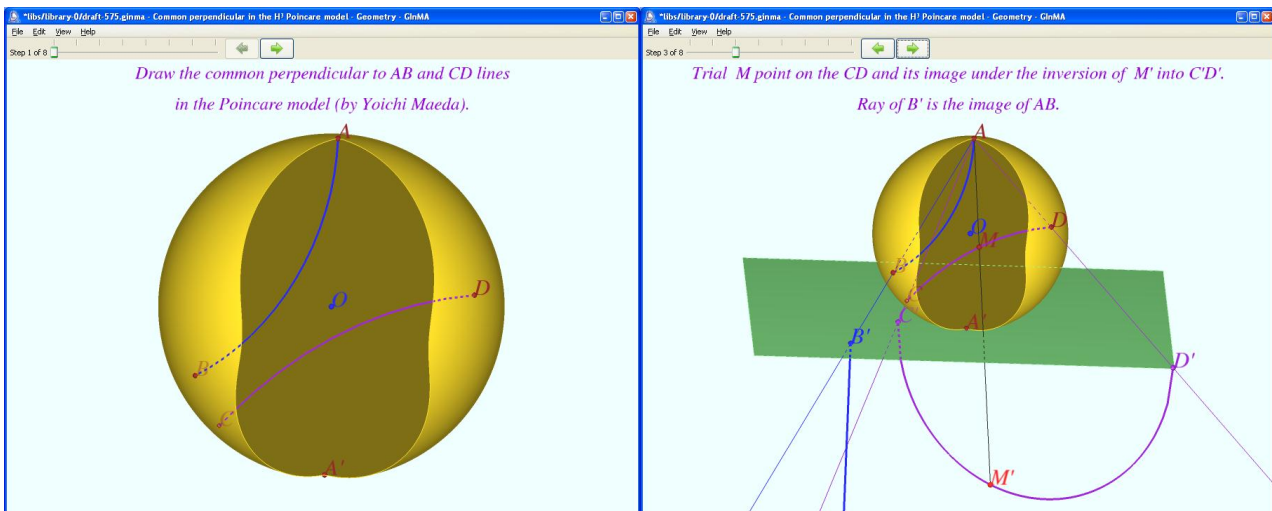 *libs/library-0/draft-575.ginma - Common perpendicular in the H³ Poincare model - Geometry - GInMA
File Edit View Help
Step 1 of 8
Draw the common perpendicular to AB and CD lines
in the Poincare model (by Yoichi Maeda).
A
O
D
B
C
A'
*libs/library-0/draft-575.ginma - Common perpendicular in the H³ Poincare model - Geometry - GInMA
File Edit View Help
Step 3 of 8
Trial M point on the CD and its image under the inversion of M' into C'D'.
Ray of B' is the image of AB.
A
D
O
M
B
C
C'
A'
B'
D'
M'